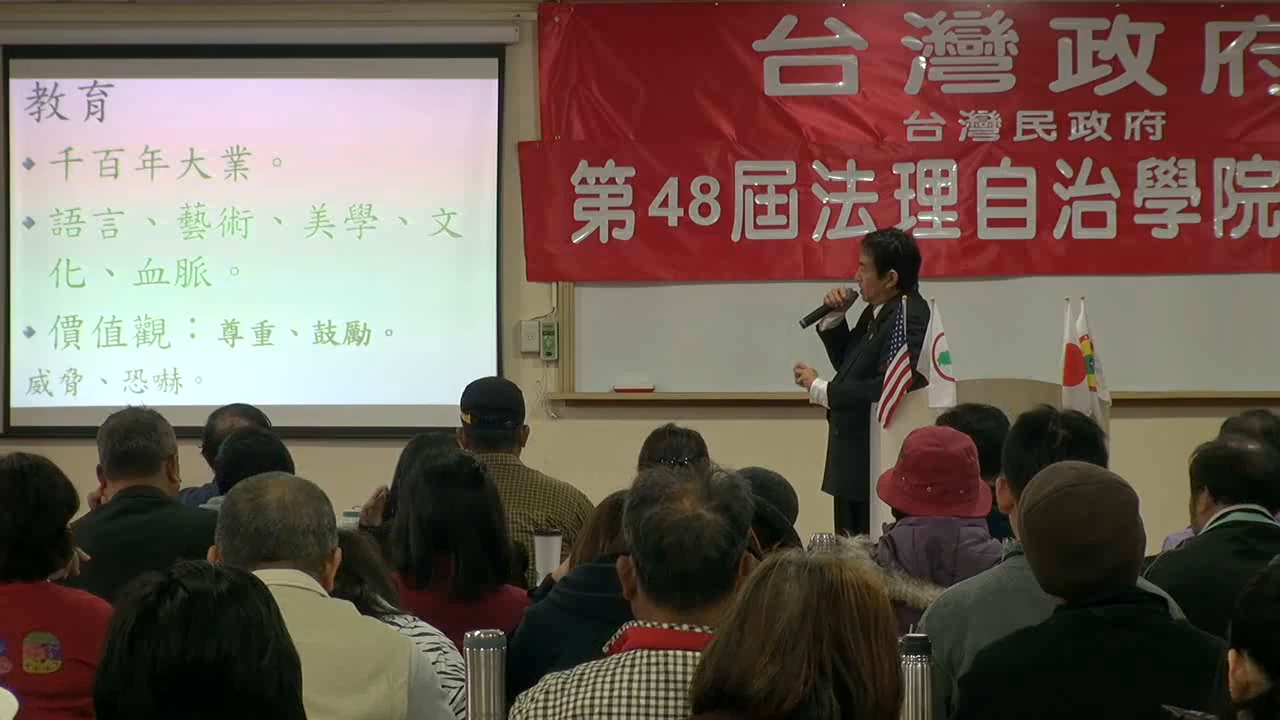 教育
千百年大業。
語言、藝術、美學、文
化、血脈。
價值觀：尊重、鼓勵。
威脅、恐嚇。
台灣政府
台灣民政府
第48屆法理自治學院